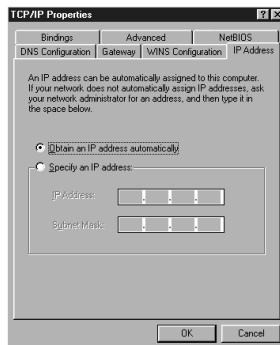 TCP/IP Properties
Bindings
Advanced
NetBIOS
DNS Configuration
Gateway
WINS Configuration
IP Address
An IP address can be automatically assigned to this computer.
If your network does not automatically assign IP addresses, ask
your network administrator for an address, and then type it in
the space below.
Obtain an IP address automatically
Specify an IP address:
IP Address:
Subnet Mask:
OK
Cancel